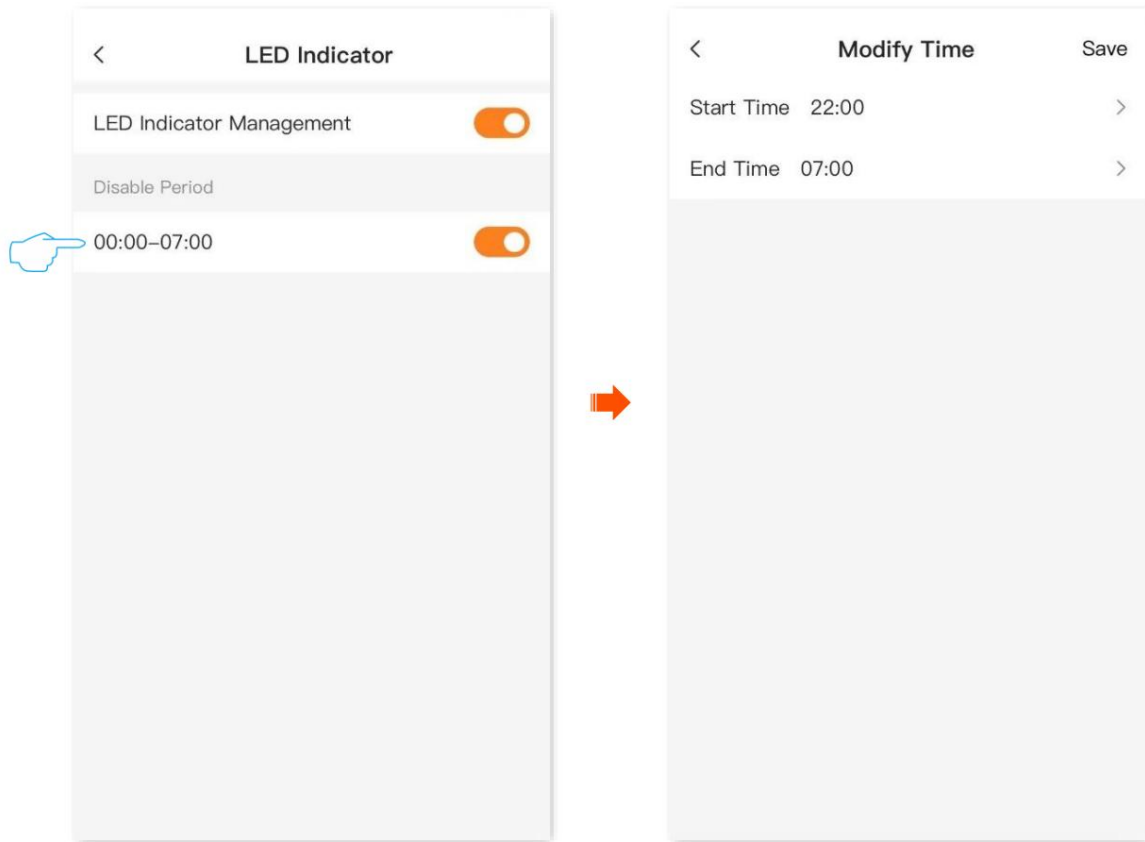 LED Indicator
LED Indicator Management
Disable Period
00:00–07:00
Modify Time
Save
Start Time 22:00
End Time 07:00